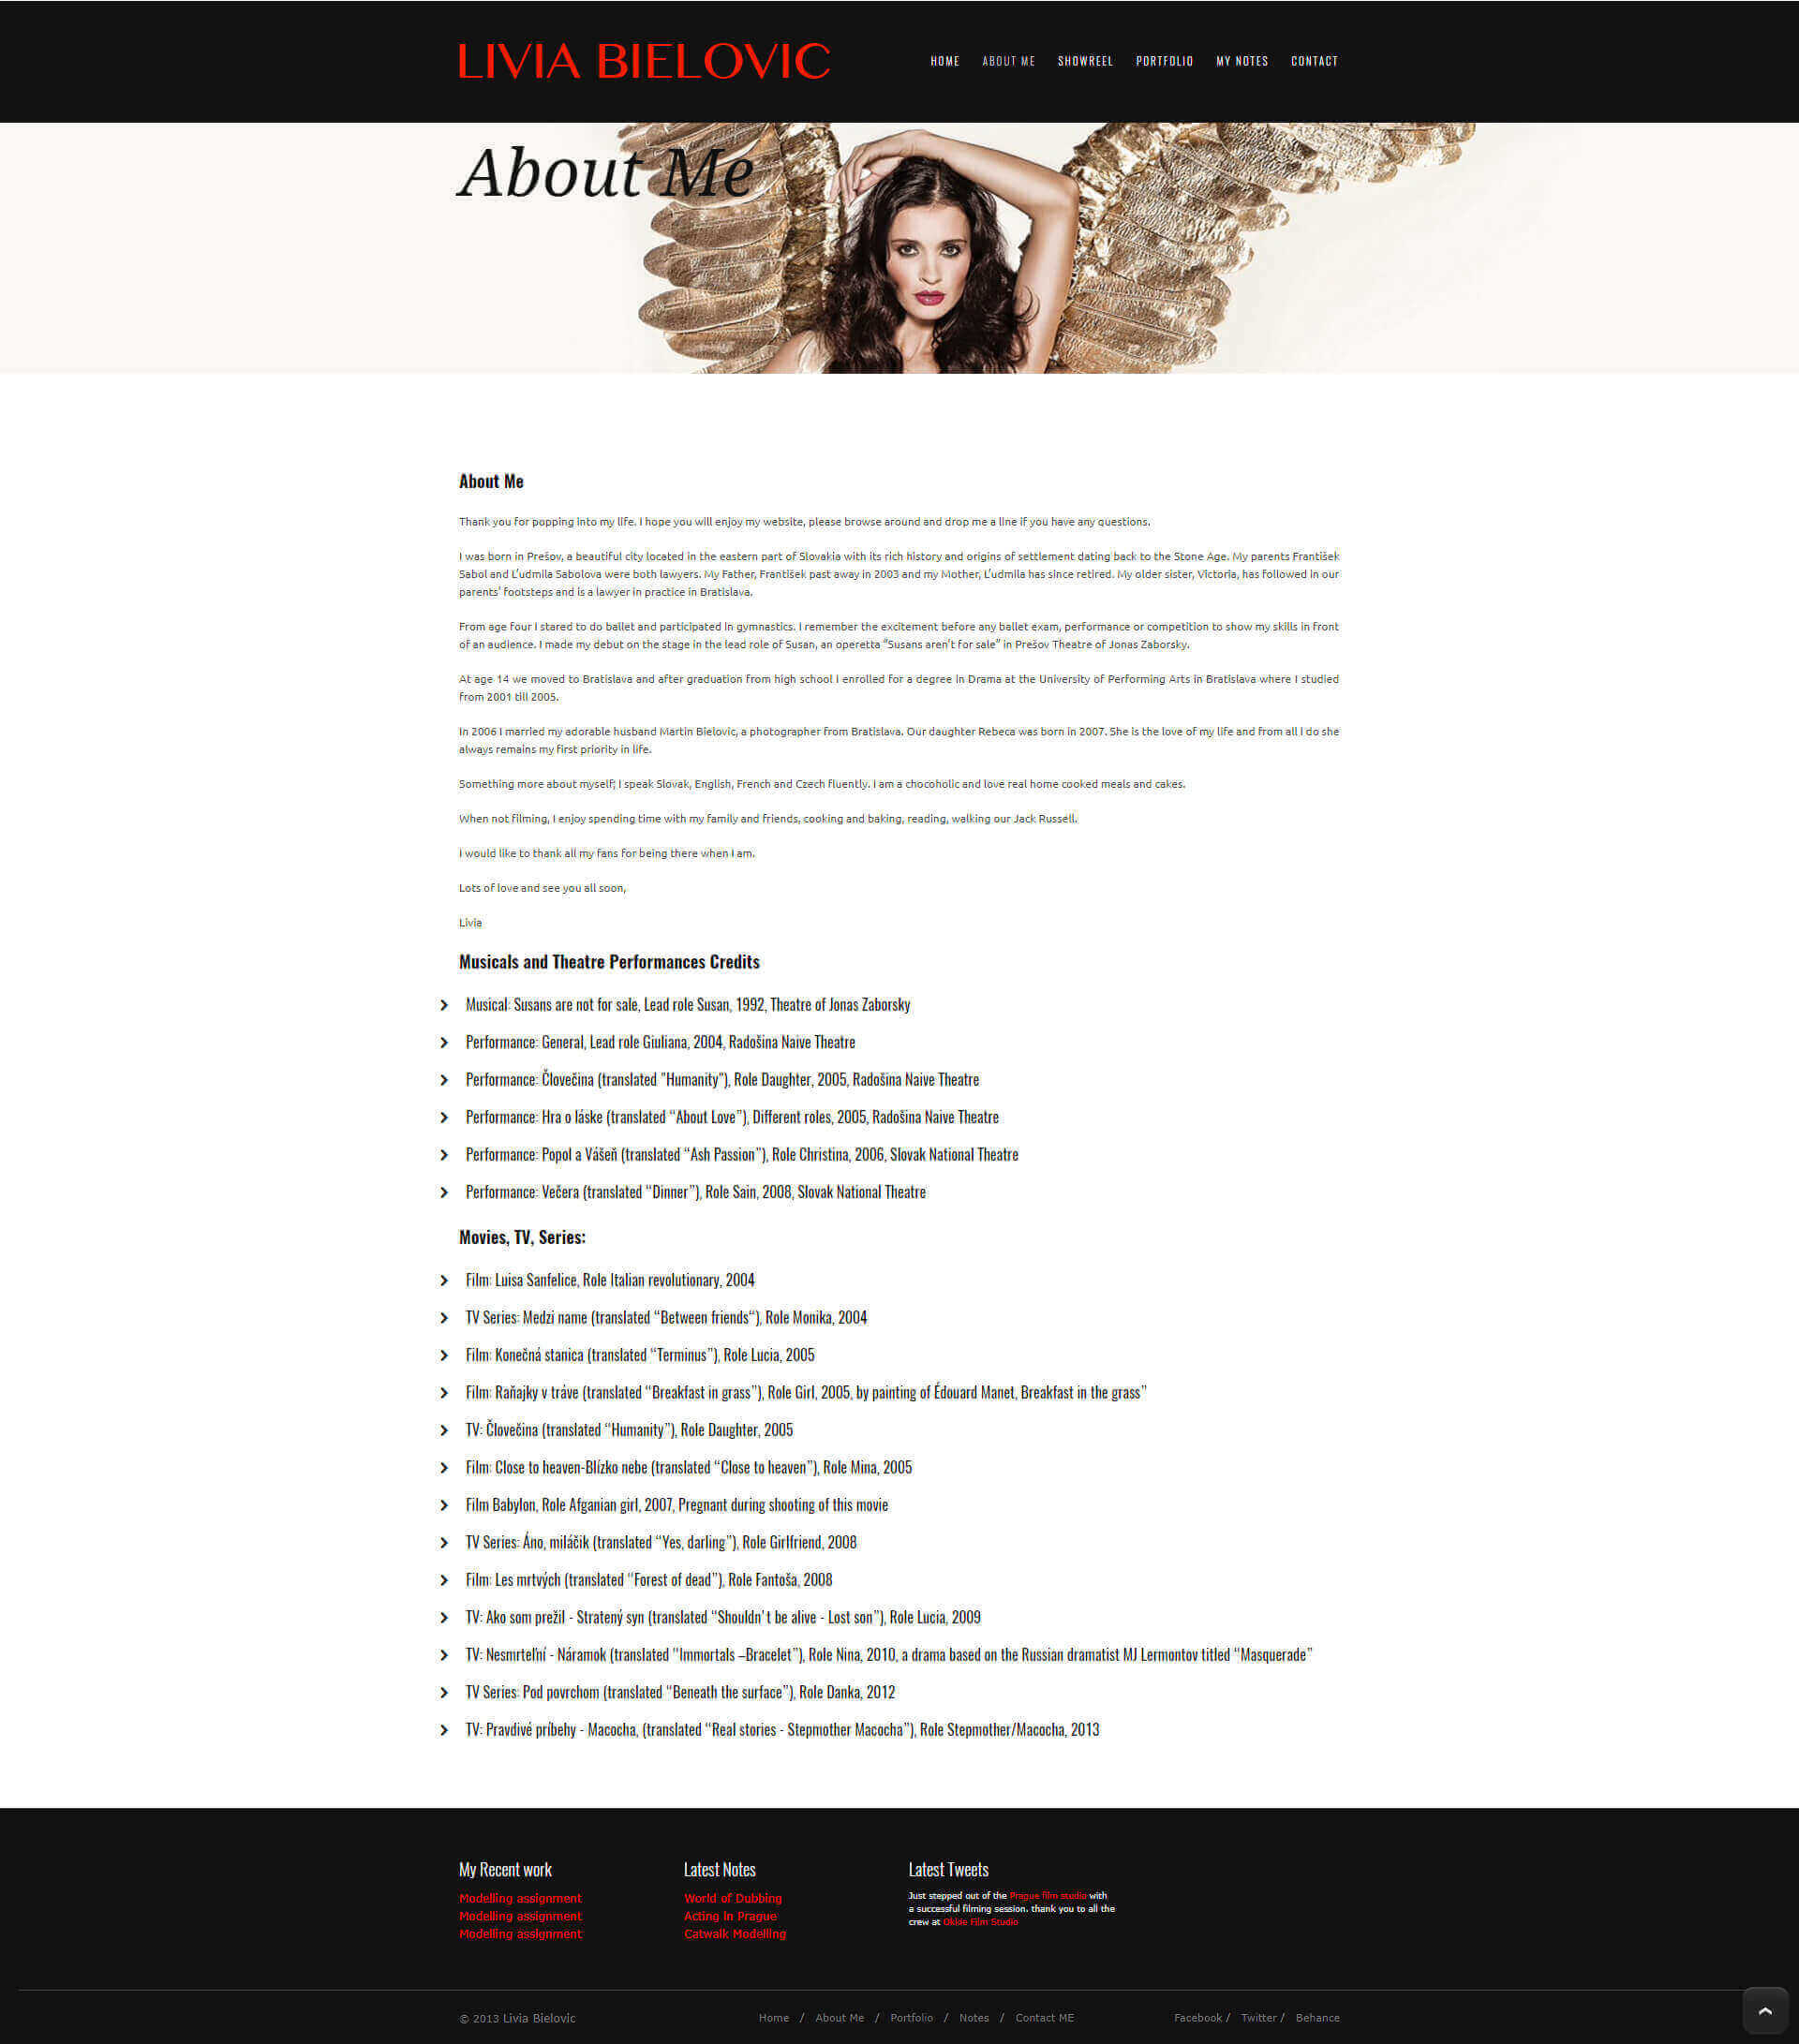 LIVIA BIELOVIC
HOME ABOUT ME SHOWREEL PORTFOLIO MY NOTES CONTACT
About Me
About Me
Thank you for popping into my life. I hope you will enjoy my website, please browse around and drop me a line if you have any questions.
I was born in Prešov, a beautiful city located in the eastern part of Slovakia with its rich history and origins of settlement dating back to the Stone Age. My parents František
Sabol and L'udmila Sabolova were both lawyers. My Father, František past away in 2003 and my Mother, L'udmila has since retired. My older sister, Victoria, has followed in our
parents' footsteps and is a lawyer in practice in Bratislava.
From age four I stared to do ballet and participated in gymnastics. I remember the excitement before any ballet exam, performance or competition to show my skills in front
of an audience. I made my debut on the stage in the lead role of Susan, an operetta "Susans aren't for sale" in Prešov Theatre of Jonas Zaborsky.
At age 14 we moved to Bratislava and after graduation from high school I enrolled for a degree in Drama at the University of Performing Arts in Bratislava where I studied
from 2001 till 2005.
In 2006 I married my adorable husband Martin Bielovic, a photographer from Bratislava. Our daughter Rebeca was born in 2007. She is the love of my life and from all I do she
always remains my first priority in life.
Something more about myself; I speak Slovak, English, French and Czech fluently. I am a chocoholic and love real home cooked meals and cakes.
When not filming, I enjoy spending time with my family and friends, cooking and baking, reading, walking our Jack Russell.
I would like to thank all my fans for being there when I am.
Lots of love and see you all soon,
Livia
Musicals and Theatre Performances Credits
Musical: Susans are not for sale, Lead role Susan, 1992, Theatre of Jonas Zaborsky
Performance: General, Lead role Giuliana, 2004, Radošina Naive Theatre
Performance: Človečina (translated "Humanity"), Role Daughter, 2005, Radošina Naive Theatre
Performance: Hra o láske (translated "About Love"), Different roles, 2005, Radošina Naive Theatre
Performance: Popol a Vášeň (translated "Ash Passion"), Role Christina, 2006, Slovak National Theatre
Performance: Večera (translated "Dinner"), Role Sain, 2008, Slovak National Theatre
Movies, TV, Series:
Film: Luisa Sanfelice, Role Italian revolutionary, 2004
TV Series: Medzi name (translated "Between friends"), Role Monika, 2004
Film: Konečná stanica (translated "Terminus"), Role Lucia, 2005
Film: Raňajky v tráve (translated "Breakfast in grass"), Role Girl, 2005, by painting of Édouard Manet, Breakfast in the grass"
TV: Človečina (translated "Humanity"), Role Daughter, 2005
Film: Close to heaven-Blízko nebe (translated "Close to heaven"), Role Mina, 2005
Film Babylon, Role Afganian girl, 2007, Pregnant during shooting of this movie
TV Series: Áno, miláčik (translated "Yes, darling"), Role Girlfriend, 2008
Film: Les mrtvých (translated "Forest of dead"), Role Fantoša, 2008
TV: Ako som prežil - Stratený syn (translated "Shouldn't be alive - Lost son"), Role Lucia, 2009
TV: Nesmrteľní - Náramok (translated "Immortals –Bracelet"), Role Nina, 2010, a drama based on the Russian dramatist MJ Lermontov titled "Masquerade"
TV Series: Pod povrchom (translated "Beneath the surface"), Role Danka, 2012
TV: Pravdivé príbehy - Macocha, (translated "Real stories - Stepmother Macocha"), Role Stepmother/Macocha, 2013
My Recent work
Modelling assignment
Modelling assignment
Modelling assignment
Latest Notes
World of Dubbing
Acting in Prague
Catwalk Modelling
Latest Tweets
Just stepped out of the Prague film studio with
a successful filming session. thank you to all the
crew at Okkie Film Studio
© 2013 Livia Bielovic
Home / About Me / Portfolio / Notes / Contact ME
Facebook / Twitter / Behance